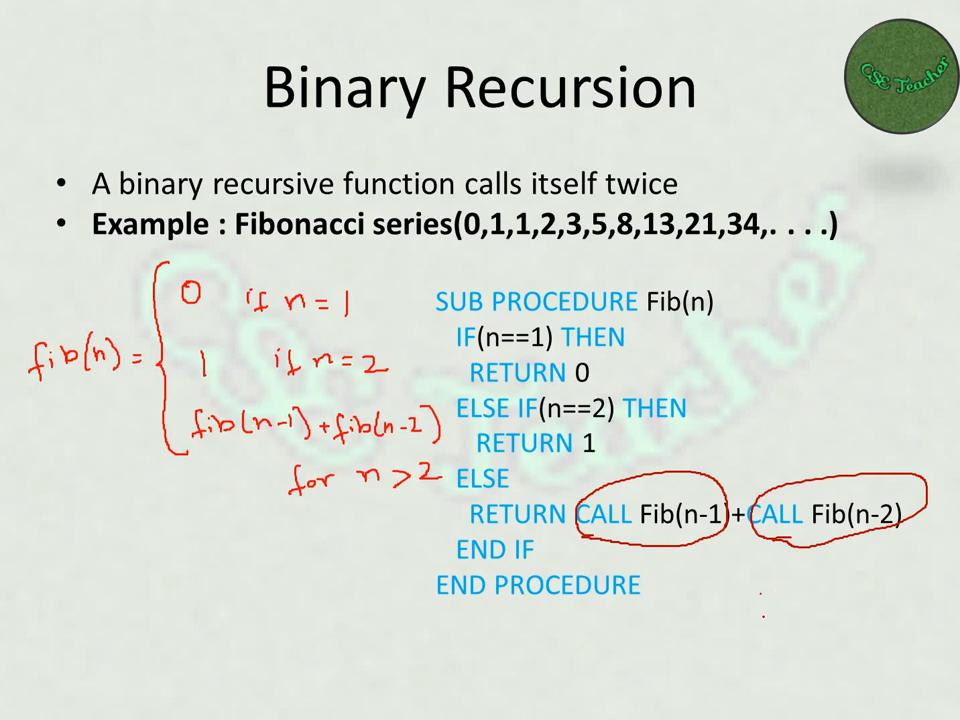 Binary Recursion
CSE Teacher
• A binary recursive function calls itself twice
• Example : Fibonacci series(0,1,1,2,3,5,8,13,21,34,. . . .)
fib(n) =
0 if n = 1
1 if n = 2
fib(n-1) + fib(n-2)
for n > 2
SUB PROCEDURE Fib(n)
IF(n==1) THEN
RETURN 0
ELSE IF(n==2) THEN
RETURN 1
ELSE
RETURN CALL Fib(n-1)+CALL Fib(n-2)
END IF
END PROCEDURE
CSE Teacher